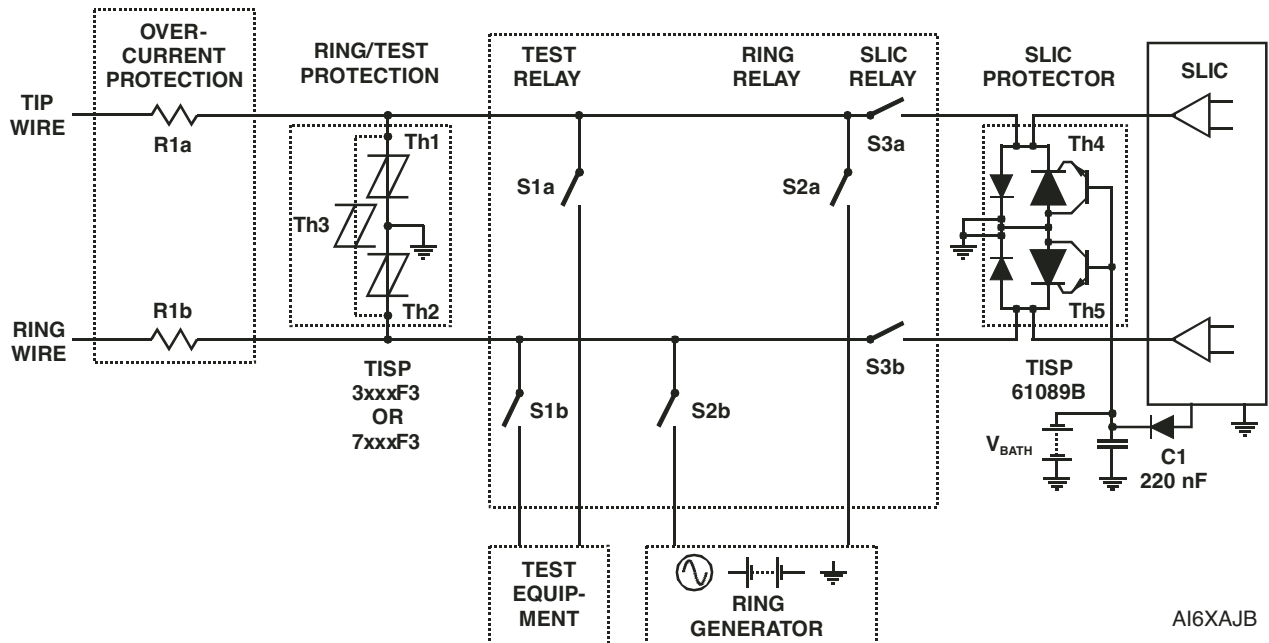 OVER-
CURRENT
PROTECTION
RING/TEST
PROTECTION
TEST
RELAY
RING
RELAY
SLIC
RELAY
SLIC
PROTECTOR
SLIC
TIP
WIRE
R1a
Th1
Th3
Th2
S1a
S2a
S3a
Th4
Th5
RING
WIRE
R1b
TISP
3xxxF3
OR
7xxxF3
S1b
S2b
S3b
TISP
61089B
VBATH
C1
220 nF
TEST
EQUIP-
MENT
RING
GENERATOR
AI6XAJB